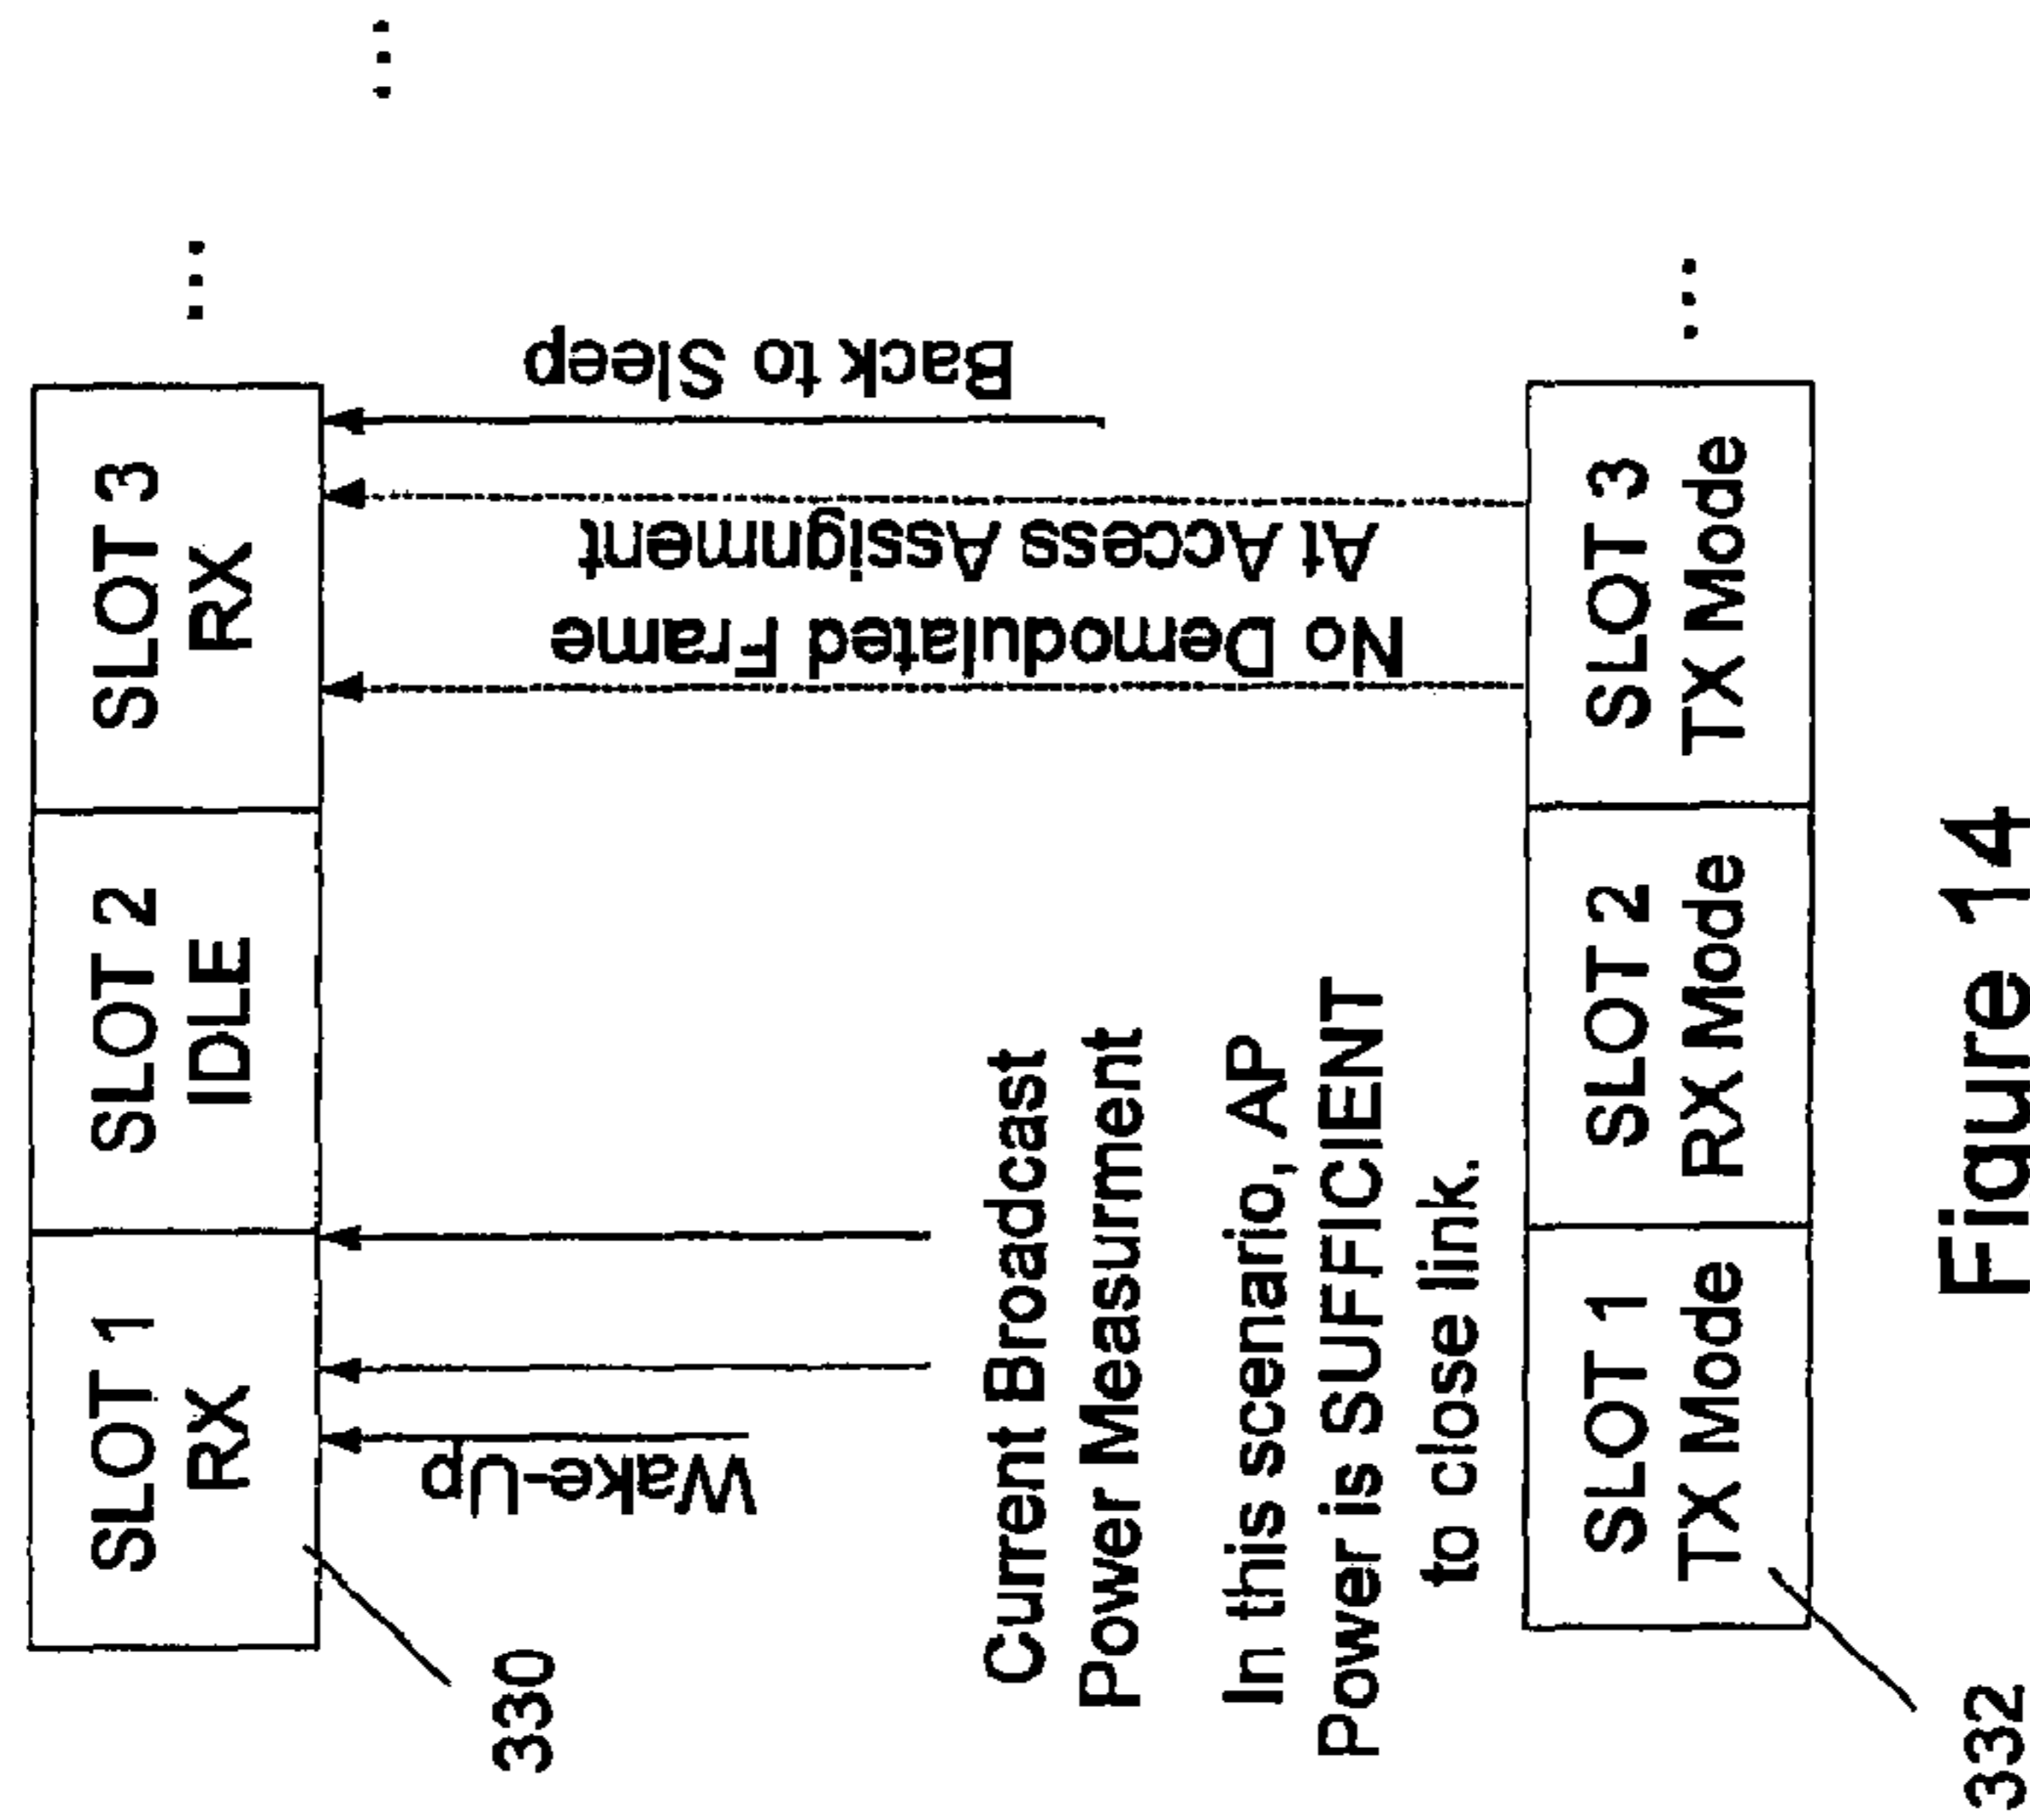 SLOT 1
RX
SLOT 2
IDLE
SLOT 3
RX
...
...
330
Wake-Up
Current Broadcast
Power Measurment
In this scenario, AP
Power is SUFFICIENT
to close link.
No Demodulated Frame
At Access Assignment
Back to Sleep
SLOT 1
TX Mode
SLOT 2
RX Mode
SLOT 3
TX Mode
...
332
Figure 14